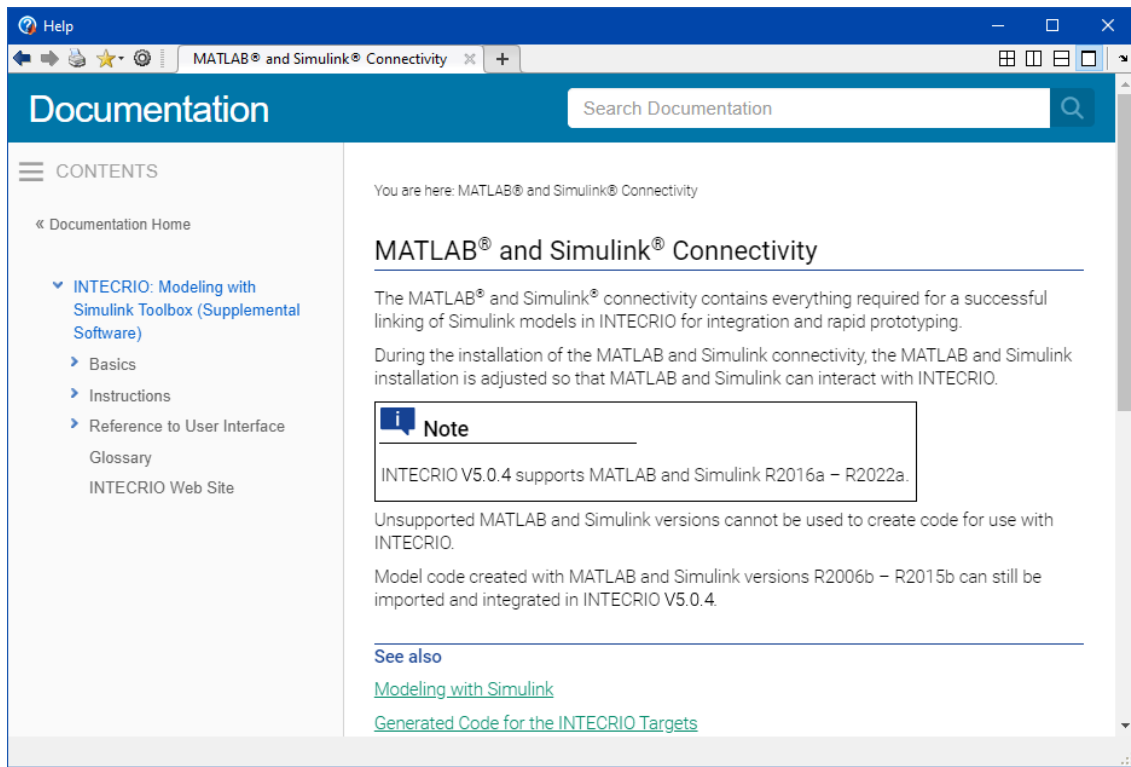 Help
MATLAB® and Simulink® Connectivity
Documentation
Search Documentation
CONTENTS
« Documentation Home
INTECRIO: Modeling with
Simulink Toolbox (Supplemental
Software)
Basics
Instructions
Reference to User Interface
Glossary
INTECRIO Web Site
You are here: MATLAB® and Simulink® Connectivity
MATLAB® and Simulink® Connectivity
The MATLAB® and Simulink® connectivity contains everything required for a successful
linking of Simulink models in INTECRIO for integration and rapid prototyping.
During the installation of the MATLAB and Simulink connectivity, the MATLAB and Simulink
installation is adjusted so that MATLAB and Simulink can interact with INTECRIO.
i Note
INTECRIO V5.0.4 supports MATLAB and Simulink R2016a – R2022a.
Unsupported MATLAB and Simulink versions cannot be used to create code for use with
INTECRIO.
Model code created with MATLAB and Simulink versions R2006b – R2015b can still be
imported and integrated in INTECRIO V5.0.4.
See also
Modeling with Simulink
Generated Code for the INTECRIO Targets